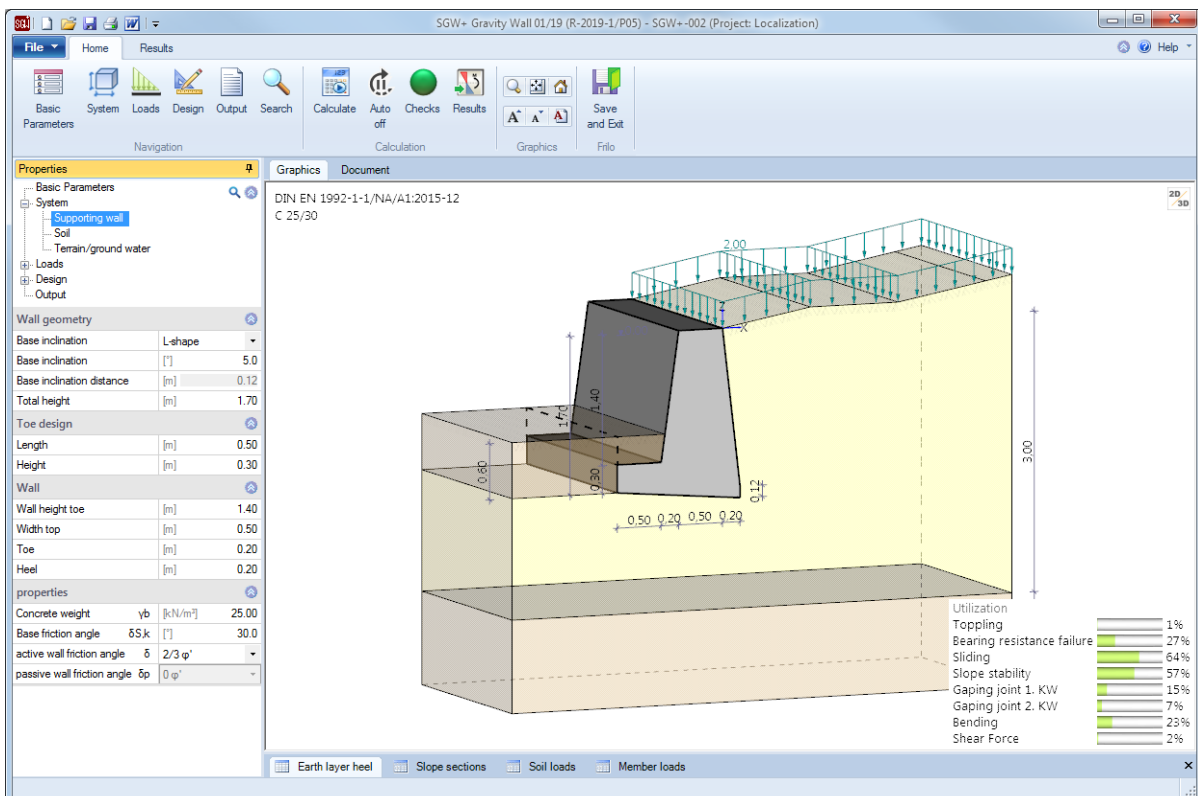 SGW+ Gravity Wall 01/19 (R-2019-1/P05) - SGW+-002 (Project: Localization)
File Home Results Help
Basic Parameters System Loads Design Output Search Calculate Auto off Checks Results Save and Exit
Navigation Calculation Graphics Frilo
Properties
Basic Parameters
System
Supporting wall
Soil
Terrain/ground water
Loads
Design
Output
Wall geometry
Base inclination L-shape
Base inclination [°] 5.0
Base inclination distance [m] 0.12
Total height [m] 1.70
Toe design
Length [m] 0.50
Height [m] 0.30
Wall
Wall height toe [m] 1.40
Width top [m] 0.50
Toe [m] 0.20
Heel [m] 0.20
properties
Concrete weight γb [kN/m³] 25.00
Base friction angle δS,k [°] 30.0
active wall friction angle δ 2/3 φ'
passive wall friction angle δp 0 φ'
Graphics Document
DIN EN 1992-1-1/NA/A1:2015-12
C 25/30
2D/3D
2.00
Z
X
1.70
1.40
0.60
0.30
0.12
3.00
0.50 0.20 0.50 0.20
Utilization
Toppling 1%
Bearing resistance failure 27%
Sliding 64%
Slope stability 57%
Gaping joint 1. KW 15%
Gaping joint 2. KW 7%
Bending 23%
Shear Force 2%
Earth layer heel Slope sections Soil loads Member loads